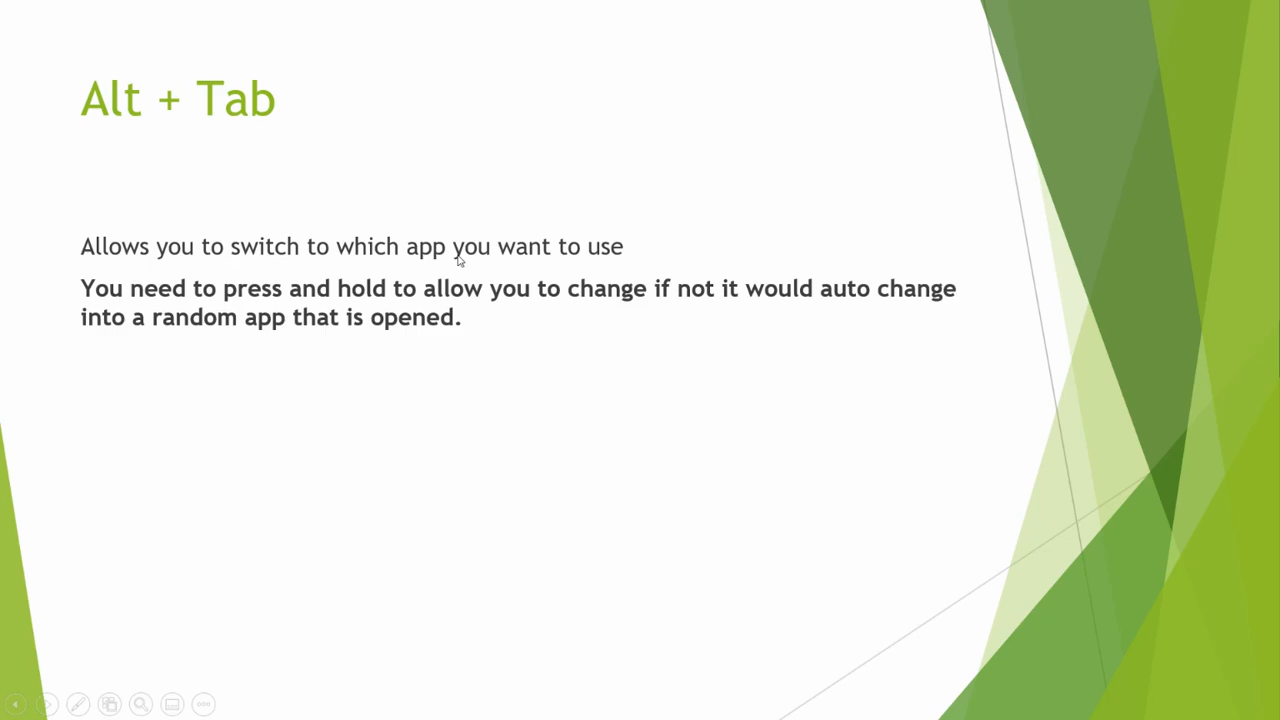 Alt + Tab
Allows you to switch to which app you want to use
You need to press and hold to allow you to change if not it would auto change
into a random app that is opened.